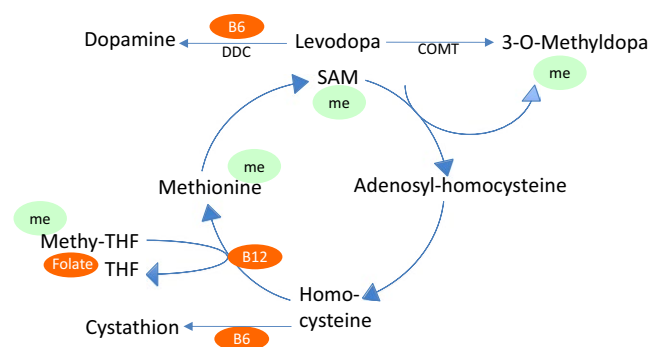 B6
Dopamine
Levodopa
3-O-Methyldopa
DDC
COMT
SAM
me
me
me
Methionine
Adenosyl-homocysteine
me
Methy-THF
Folate
THF
B12
Homo-
cysteine
Cystathion
B6